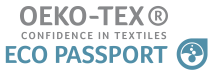 OEKO-TEX®
CONFIDENCE IN TEXTILES
ECO PASSPORT